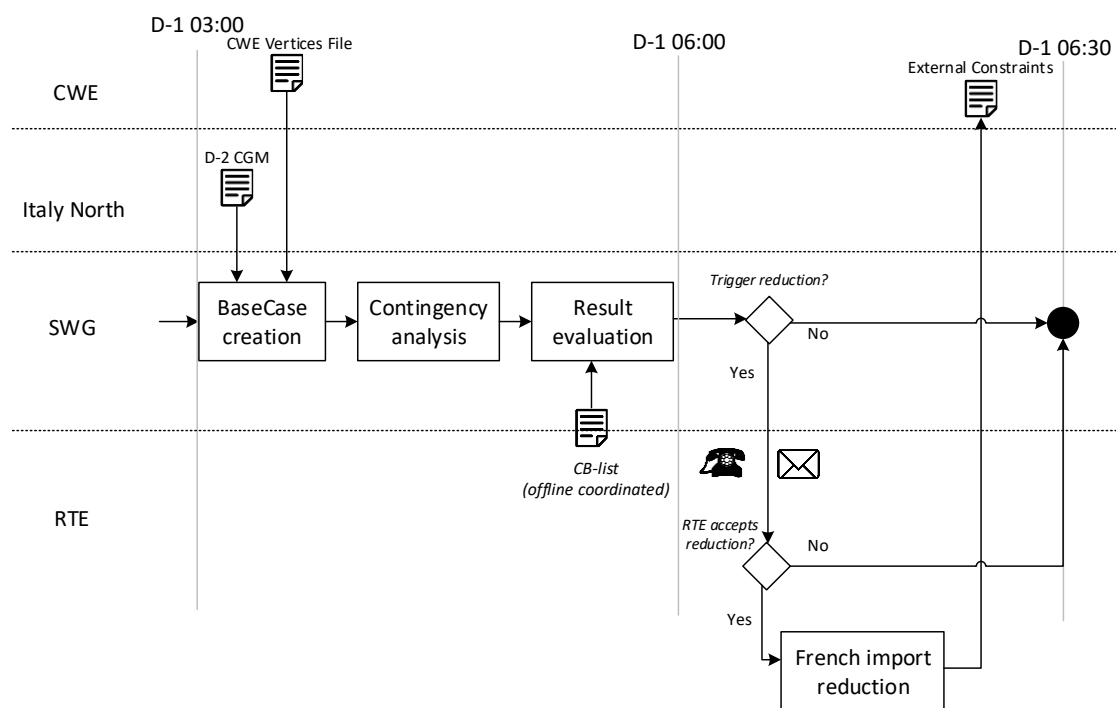 D-1 03:00
D-1 06:00
D-1 06:30
CWE Vertices File
External Constraints
CWE
D-2 CGM
Italy North
Trigger reduction?
BaseCase
creation
Contingency
analysis
Result
evaluation
SWG
No
Yes
CB-list
(offline coordinated)
RTE
RTE accepts
reduction?
No
Yes
French import
reduction